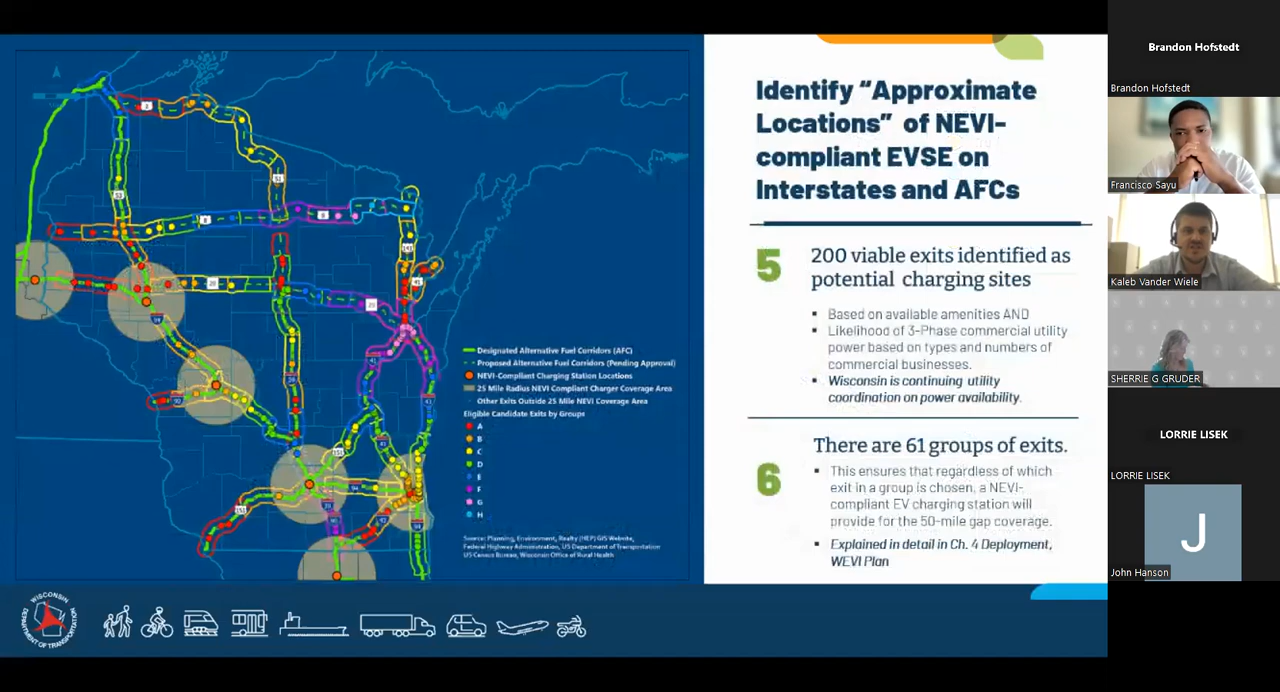 Identify “Approximate
Locations” of NEVI-
compliant EVSE on
Interstates and AFCs
5
200 viable exits identified as
potential charging sites
Based on available amenities AND
Likelihood of 3-Phase commercial utility
power based on types and numbers of
commercial businesses.
Wisconsin is continuing utility
coordination on power availability.
6
There are 61 groups of exits.
This ensures that regardless of which
exit in a group is chosen, a NEVI-
compliant EV charging station will
provide for the 50-mile gap coverage.
Explained in detail in Ch. 4 Deployment,
WEVI Plan
Designated Alternative Fuel Corridors (AFC)
Proposed Alternative Fuel Corridors (Pending Approval)
NEVI-Compliant Charging Station Locations
25 Mile Radius NEVI Compliant Charger Coverage Area
Other Exits Outside 25 Mile NEVI Coverage Area
Eligible Candidate Exits by Groups
A
B
C
D
E
F
G
H
Source: Planning, Environment, Realty (HEP) GIS Website,
Federal Highway Administration, US Department of Transportation
US Census Bureau, Wisconsin Office of Rural Health
WISCONSIN
DEPARTMENT OF TRANSPORTATION
Brandon Hofstedt
Brandon Hofstedt
Francisco Sayu
Kaleb Vander Wiele
SHERRIE G GRUDER
LORRIE LISEK
LORRIE LISEK
J
John Hanson